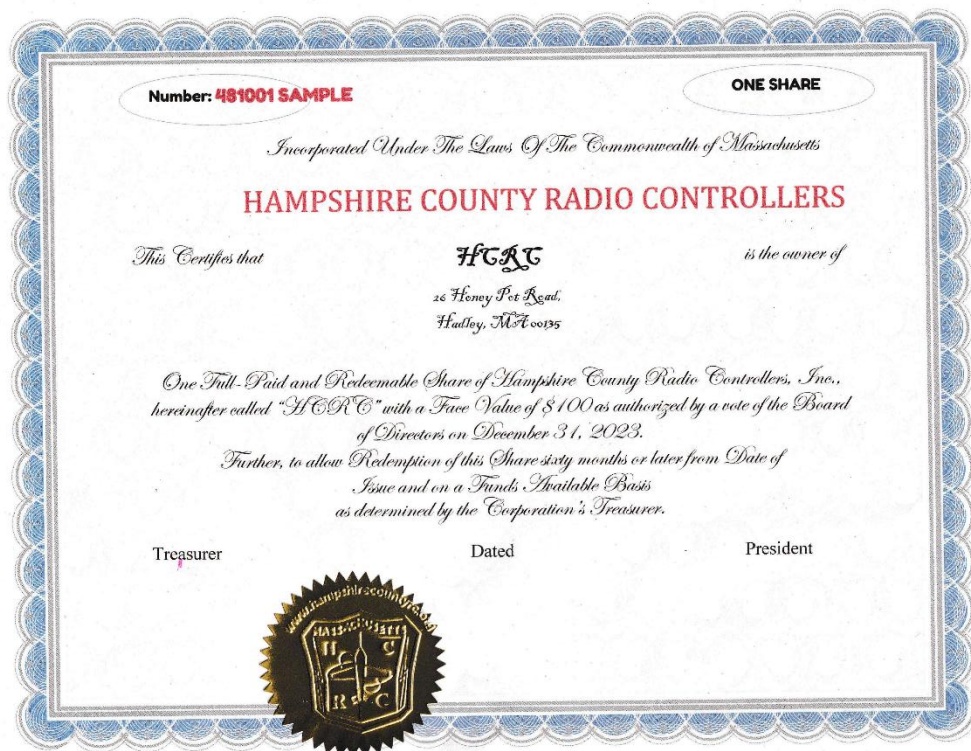 Number: 481001 SAMPLE
ONE SHARE
Incorporated Under The Laws Of The Commonwealth of Massachusetts
HAMPSHIRE COUNTY RADIO CONTROLLERS
This Certifies that HCRC is the owner of
26 Honey Pot Road,
Hadley, MA 00135
One Full-Paid and Redeemable Share of Hampshire County Radio Controllers, Inc.,
hereinafter called "HCRC" with a Face Value of $100 as authorized by a vote of the Board
of Directors on December 31, 2023.
Further, to allow Redemption of this Share sixty months or later from Date of
Issue and on a Funds Available Basis
as determined by the Corporation's Treasurer.
Treasurer Dated President
www.hampshirecountyrc.org
MASSACHUSETTS
H C
R C